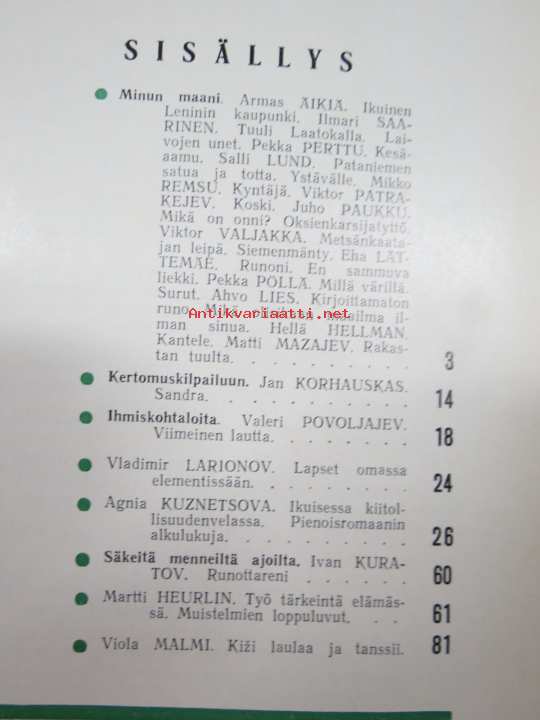 SISÄLLYS
Minun maani. Armas ÄIKIÄ. Ikuinen
Leninin kaupunki. Ilmari SAA-
RINEN. Tuuli Laatokalla. Lai-
vojen unet. Pekka PERTTU. Kesä-
aamu. Salli LUND. Pataniemen
satua ja totta. Ystävälle. Mikko
REMSU. Kyntäjä. Viktor PATRA-
KEJEV. Koski. Juho PAUKKU.
Mikä on onni? Oksienkarsijatyttö.
Viktor VALJAKKA. Metsänkaata-
jan leipä. Siemenmänty. Eha LÄT-
TEMÄE. Runoni. En sammuva
liekki. Pekka PÖLLÄ. Millä värillä.
Surut. Ahvo LIES. Kirjoittamaton
runo. Mikä maailma il-
Antikvariaatti.net
man sinua. Hellä HELLMAN.
Kantele. Matti MAZAJEV. Rakas-
tan tuulta. . . . . . . . 3
Kertomuskilpailuun. Jan KORHAUSKAS.
Sandra. . . . . . . . . 14
Ihmiskohtaloita. Valeri POVOLJAJEV.
Viimeinen lautta. . . . . . . . 18
Vladimir LARIONOV. Lapset omassa
elementissään. . . . . . . . 24
Agnia KUZNETSOVA. Ikuisessa kiitol-
lisuudenvelassa. Pienoisromaanin
alkulukuja. . . . . . . . . 26
Säkeitä menneiltä ajoilta. Ivan KURA-
TOV. Runottareni . . . . . . 60
Martti HEURLIN. Työ tärkeintä elämäs-
sä. Muistelmien loppuluvut. . . 61
Viola MALMI. Kiži laulaa ja tanssii. 81